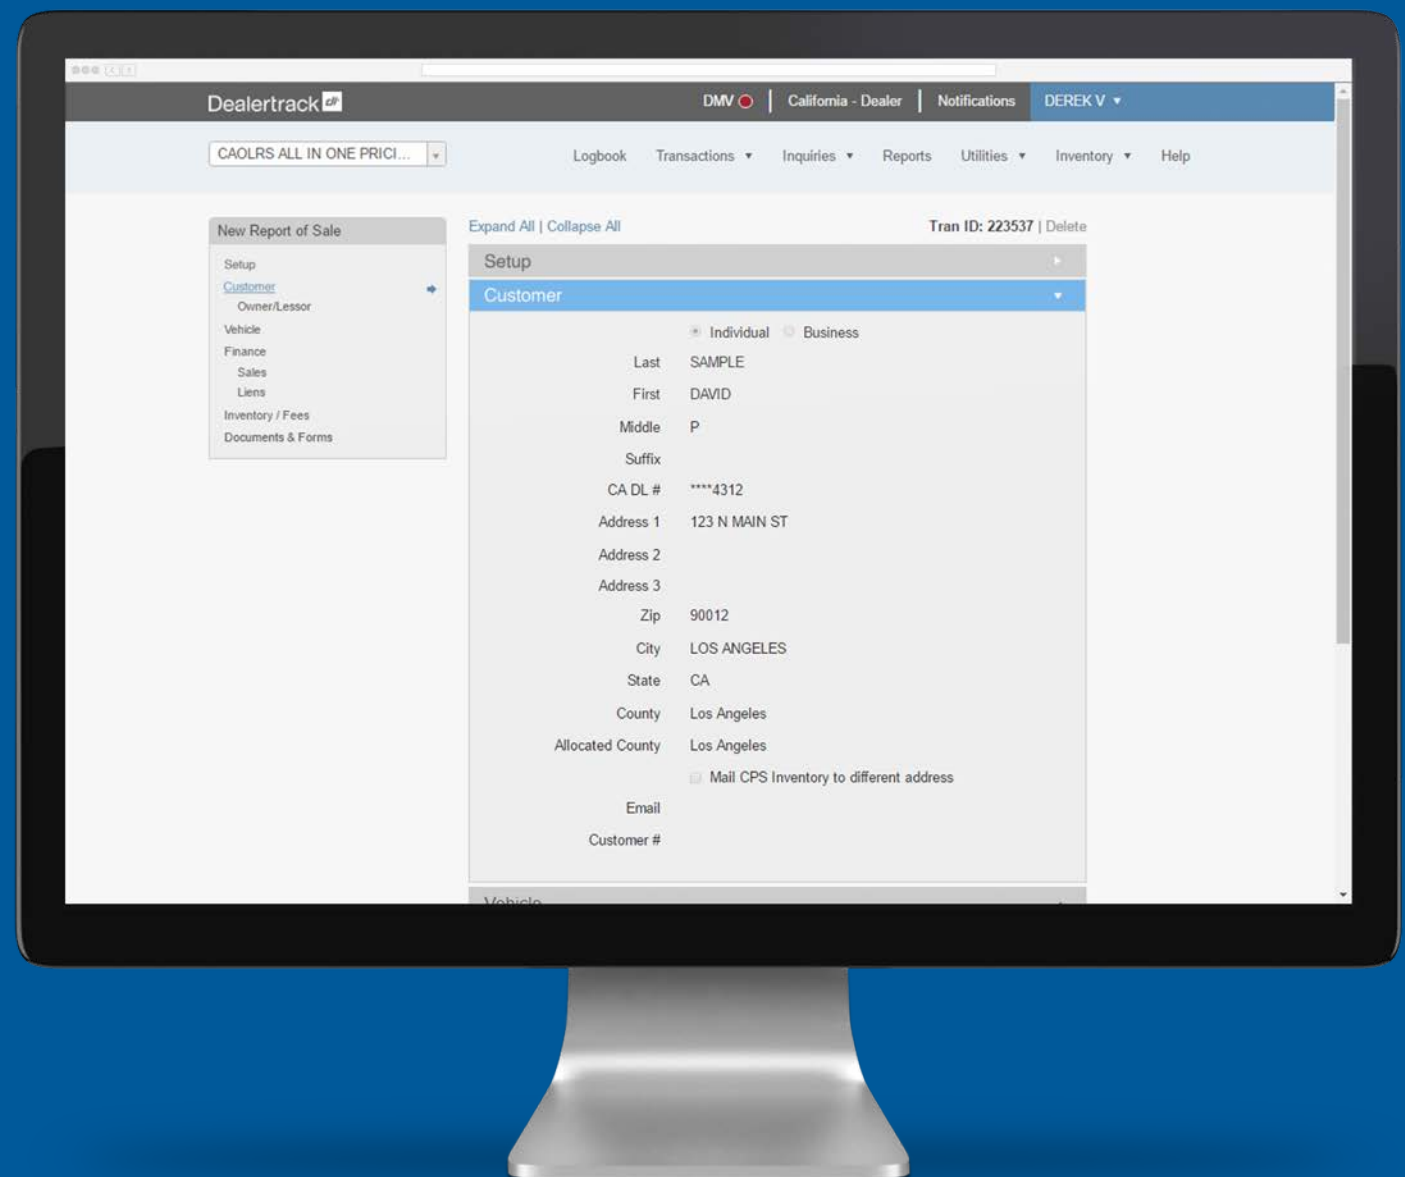 Dealertrack dt
DMV | California - Dealer | Notifications DEREK V
CAOLRS ALL IN ONE PRICI...
Logbook Transactions Inquiries Reports Utilities Inventory Help
New Report of Sale
Setup
Customer
Owner/Lessor
Vehicle
Finance
Sales
Liens
Inventory / Fees
Documents & Forms
Expand All | Collapse All
Tran ID: 223537 | Delete
Setup
Customer
Individual Business
Last SAMPLE
First DAVID
Middle P
Suffix
CA DL # ****4312
Address 1 123 N MAIN ST
Address 2
Address 3
Zip 90012
City LOS ANGELES
State CA
County Los Angeles
Allocated County Los Angeles
Mail CPS Inventory to different address
Email
Customer #
Vehicle